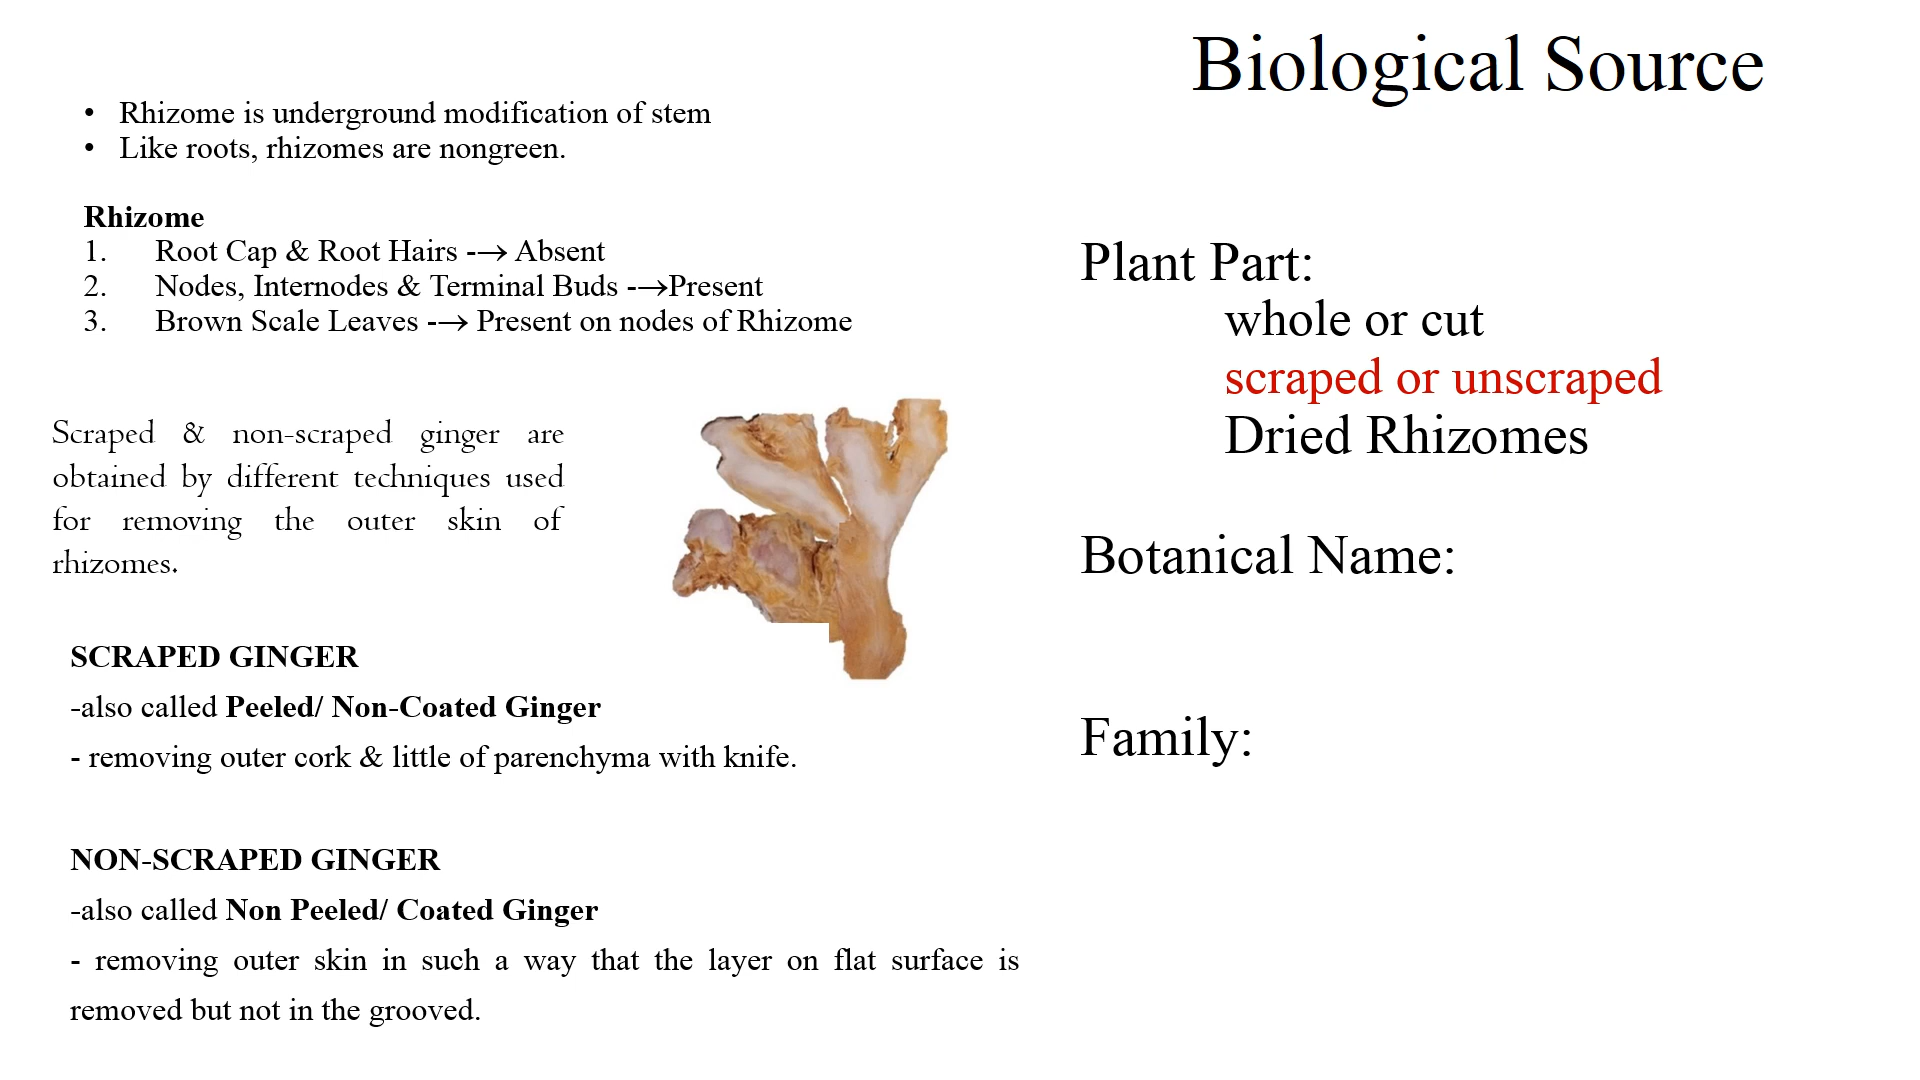 Biological Source
• Rhizome is underground modification of stem
• Like roots, rhizomes are nongreen.
Rhizome
1. Root Cap & Root Hairs -→ Absent
2. Nodes, Internodes & Terminal Buds -→Present
3. Brown Scale Leaves -→ Present on nodes of Rhizome
Scraped & non-scraped ginger are
obtained by different techniques used
for removing the outer skin of
rhizomes.
SCRAPED GINGER
-also called Peeled/ Non-Coated Ginger
- removing outer cork & little of parenchyma with knife.
NON-SCRAPED GINGER
-also called Non Peeled/ Coated Ginger
- removing outer skin in such a way that the layer on flat surface is
removed but not in the grooved.
Plant Part:
whole or cut
scraped or unscraped
Dried Rhizomes
Botanical Name:
Family: